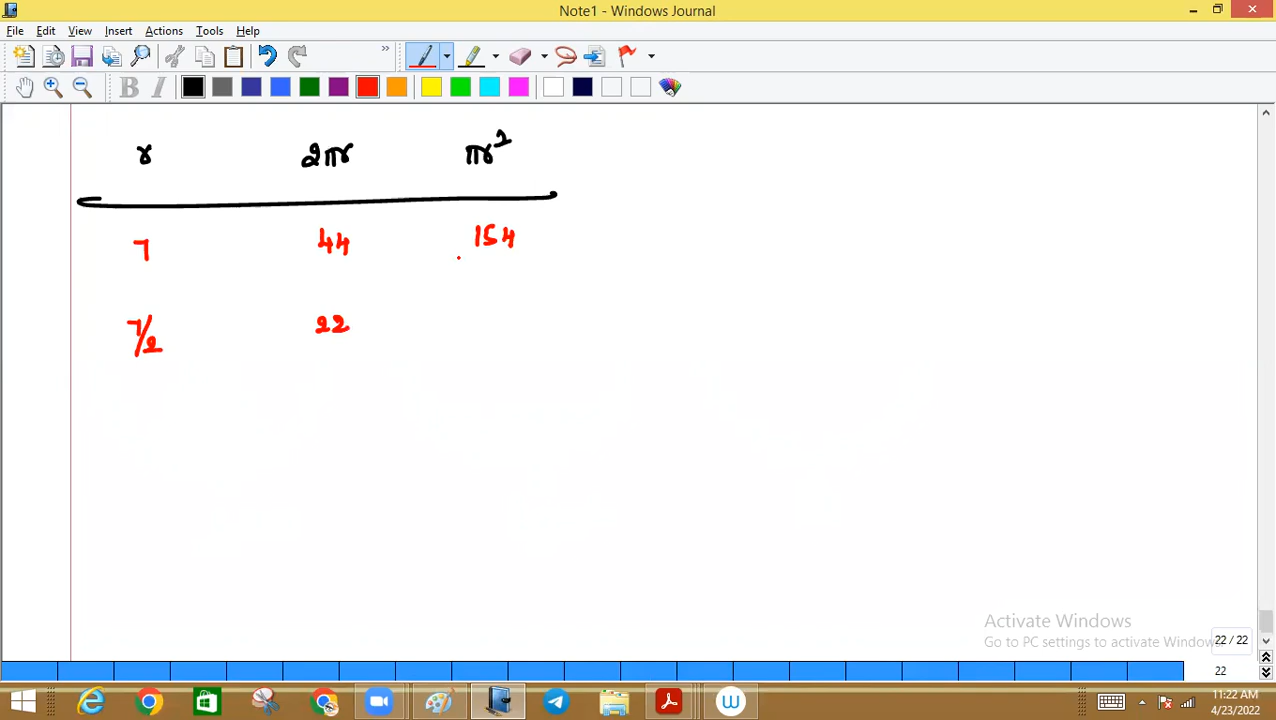 Note1 - Windows Journal
File Edit View Insert Actions Tools Help
B I
r 2πr πr²
7 44 154
7/2 22
Activate Windows
Go to PC settings to activate Windows
22 / 22
22
11:22 AM
4/23/2022